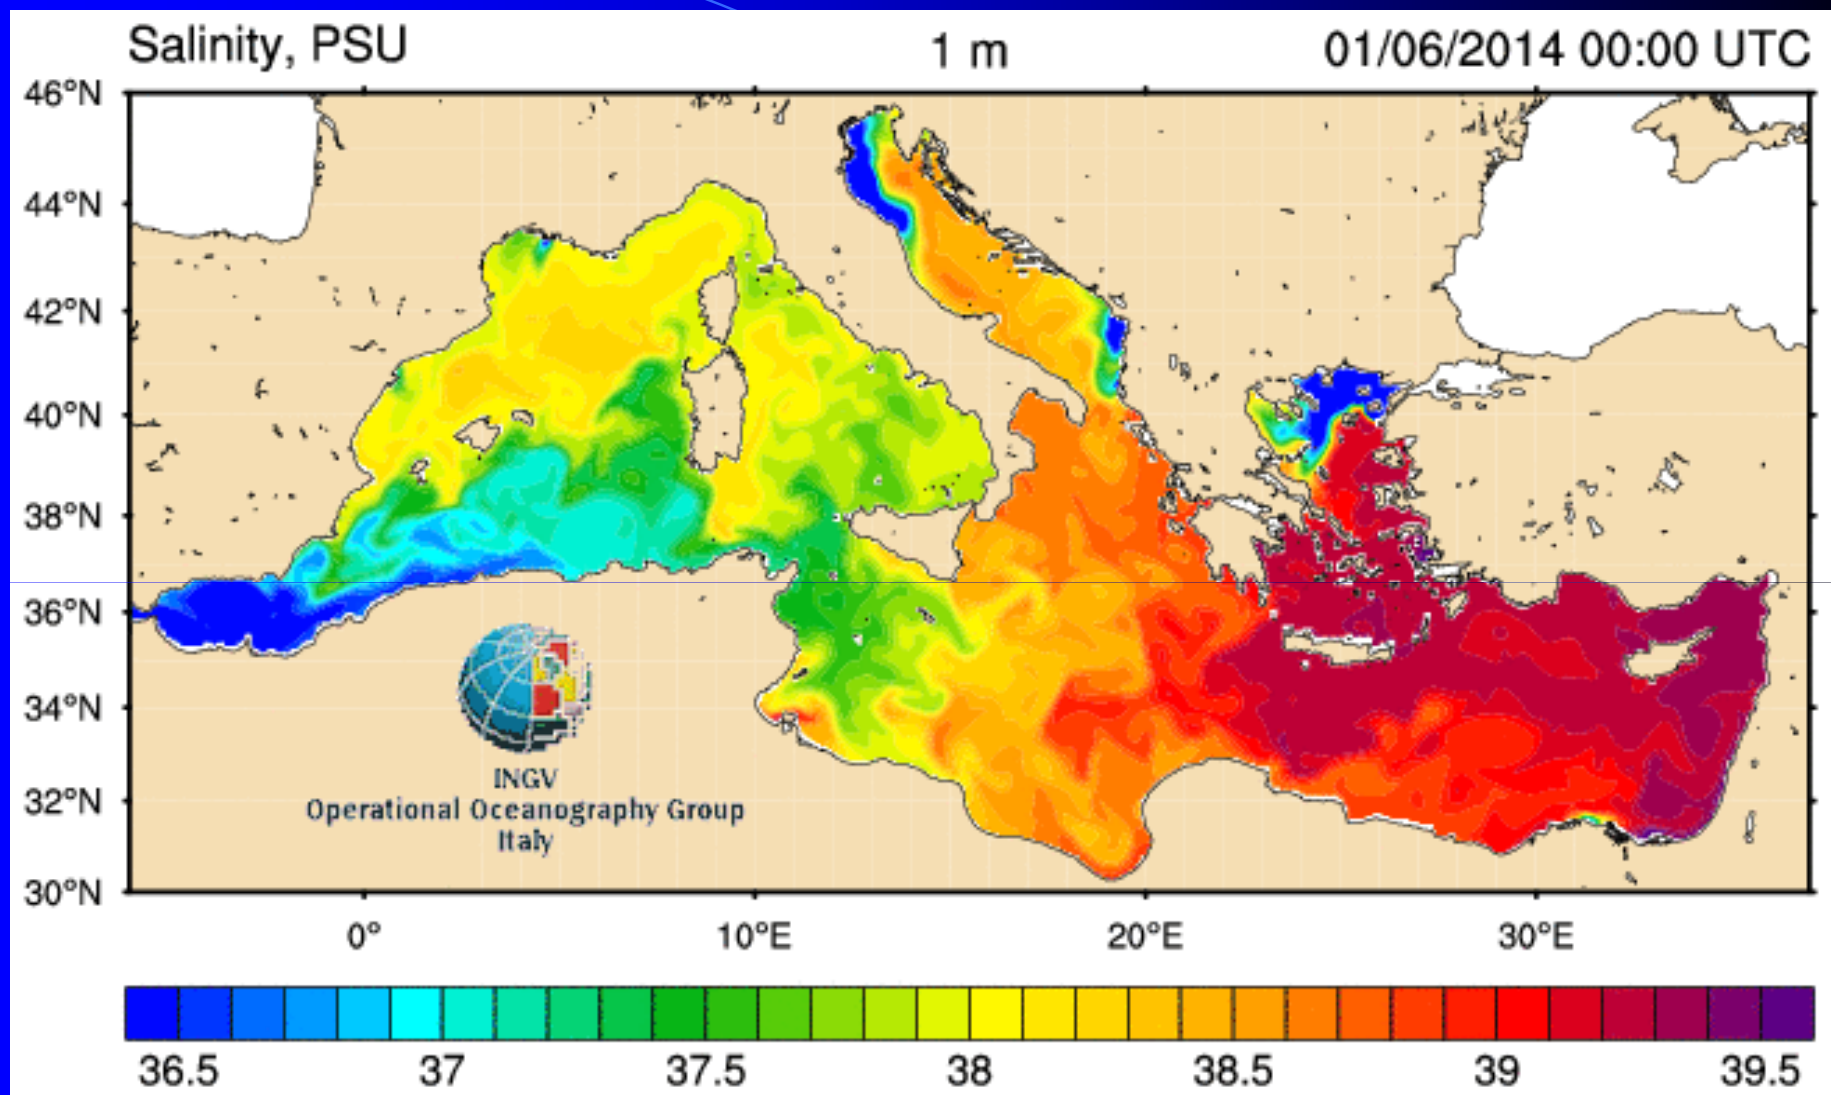 Salinity, PSU 1 m 01/06/2014 00:00 UTC
46°N
44°N
42°N
40°N
38°N
36°N
34°N
32°N
30°N
INGV
Operational Oceanography Group
Italy
0° 10°E 20°E 30°E
36.5 37 37.5 38 38.5 39 39.5